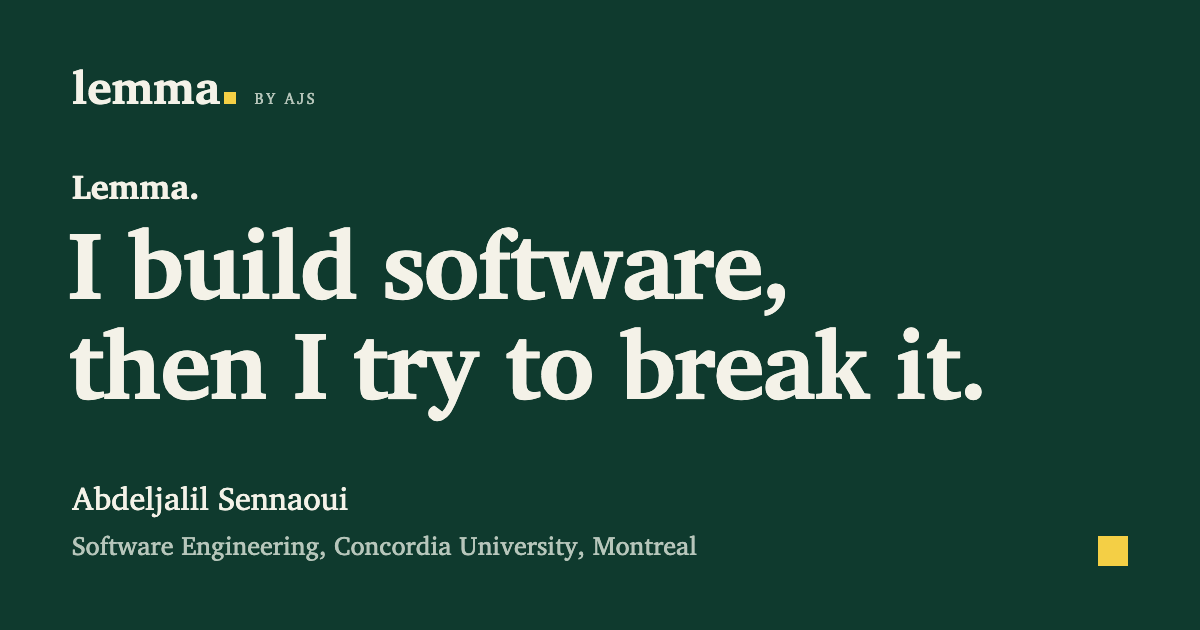 lemma. BY AJS
Lemma.
I build software,
then I try to break it.
Abdeljalil Sennaoui
Software Engineering, Concordia University, Montreal